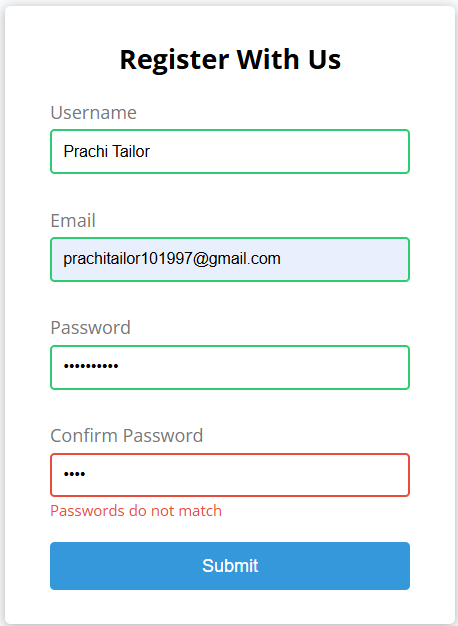 Register With Us
Username
Prachi Tailor
Email
prachitailor101997@gmail.com
Password
••••••••••
Confirm Password
••••
Passwords do not match
Submit